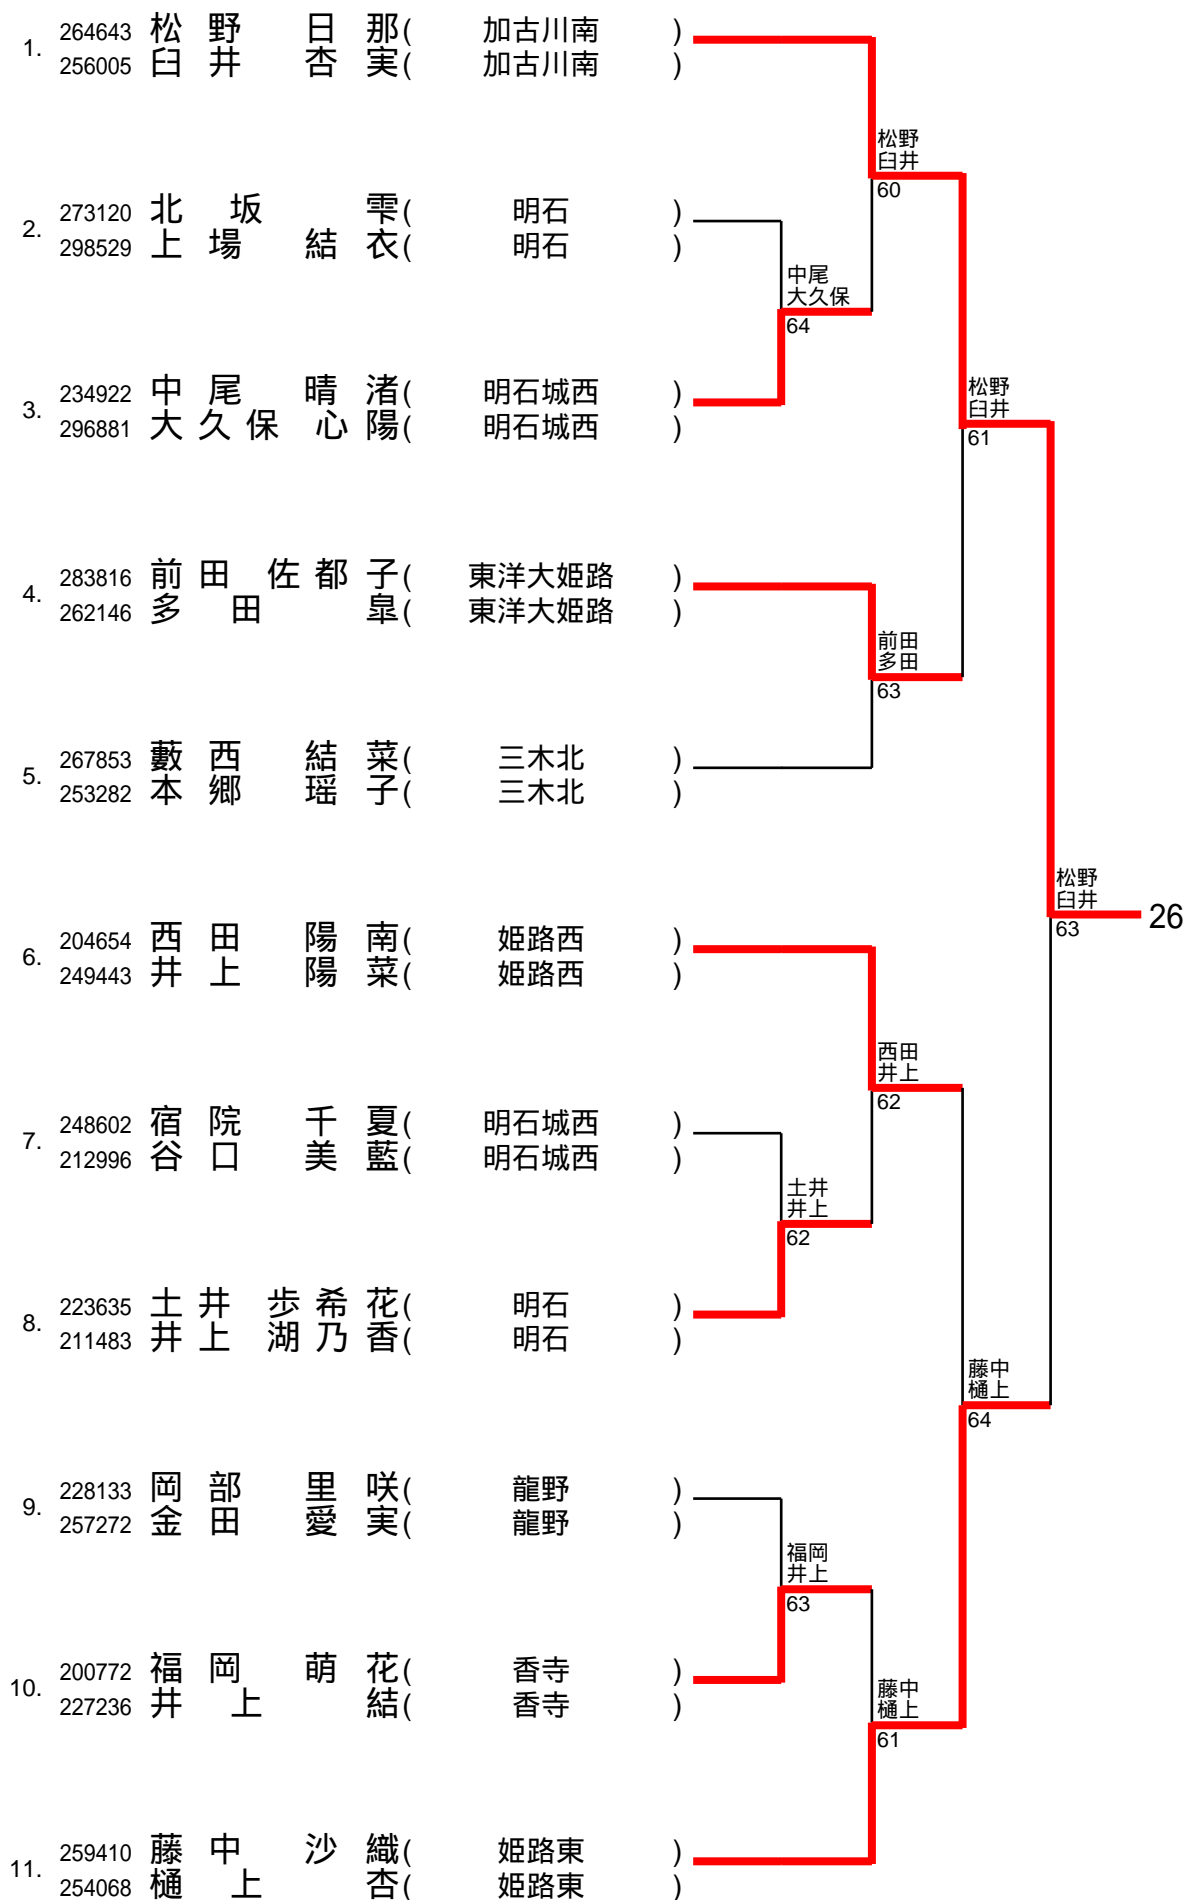 1. 264643 松野 日那( 加古川南 )
256005 臼井 杏実( 加古川南 )
松野
臼井
60
2. 273120 北坂 雫( 明石 )
298529 上場 結衣( 明石 )
中尾
大久保
64
3. 234922 中尾 晴渚( 明石城西 )
296881 大久保 心陽( 明石城西 )
松野
臼井
61
4. 283816 前田 佐都子( 東洋大姫路 )
262146 多田 皐( 東洋大姫路 )
前田
多田
63
5. 267853 藪西 結菜( 三木北 )
253282 本郷 瑶子( 三木北 )
松野
臼井
63
26
6. 204654 西田 陽南( 姫路西 )
249443 井上 陽菜( 姫路西 )
西田
井上
62
7. 248602 宿院 千夏( 明石城西 )
212996 谷口 美藍( 明石城西 )
土井
井上
62
8. 223635 土井 歩希花( 明石 )
211483 井上 湖乃香( 明石 )
藤中
樋上
64
9. 228133 岡部 里咲( 龍野 )
257272 金田 愛実( 龍野 )
福岡
井上
63
10. 200772 福岡 萌花( 香寺 )
227236 井上 結( 香寺 )
藤中
樋上
61
11. 259410 藤中 沙織( 姫路東 )
254068 樋上 杏( 姫路東 )